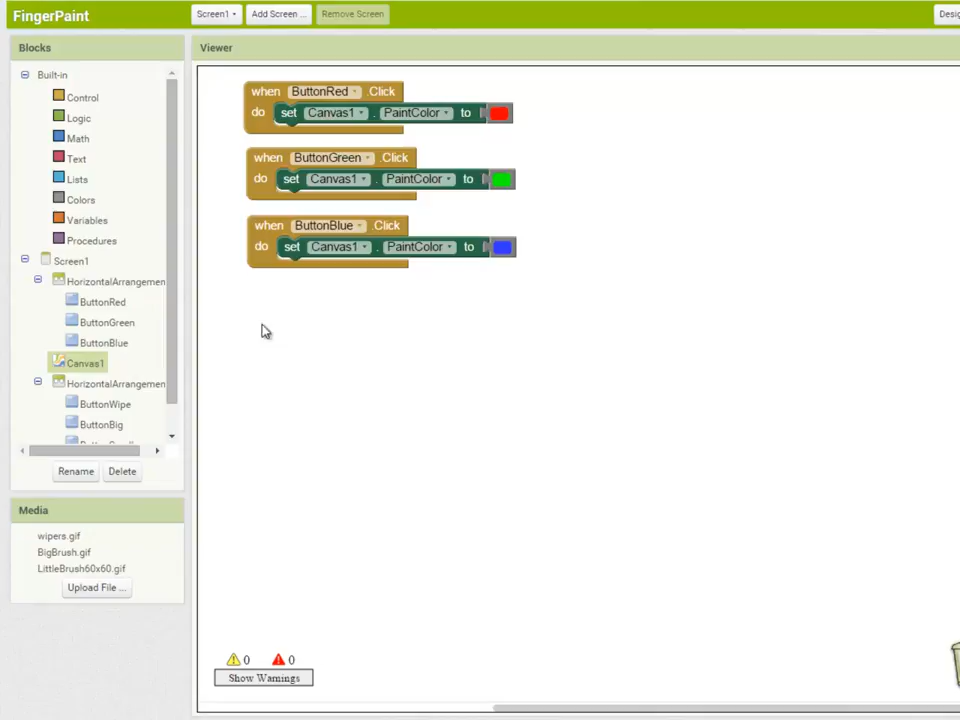 FingerPaint
Screen1
Add Screen ...
Remove Screen
Blocks
Viewer
Built-in
Control
Logic
Math
Text
Lists
Colors
Variables
Procedures
Screen1
HorizontalArrangemen
ButtonRed
ButtonGreen
ButtonBlue
Canvas1
HorizontalArrangemen
ButtonWipe
ButtonBig
Rename
Delete
Media
wipers.gif
BigBrush.gif
LittleBrush60x60.gif
Upload File ...
when ButtonRed .Click
do set Canvas1 . PaintColor to
when ButtonGreen .Click
do set Canvas1 . PaintColor to
when ButtonBlue .Click
do set Canvas1 . PaintColor to
0 0
Show Warnings